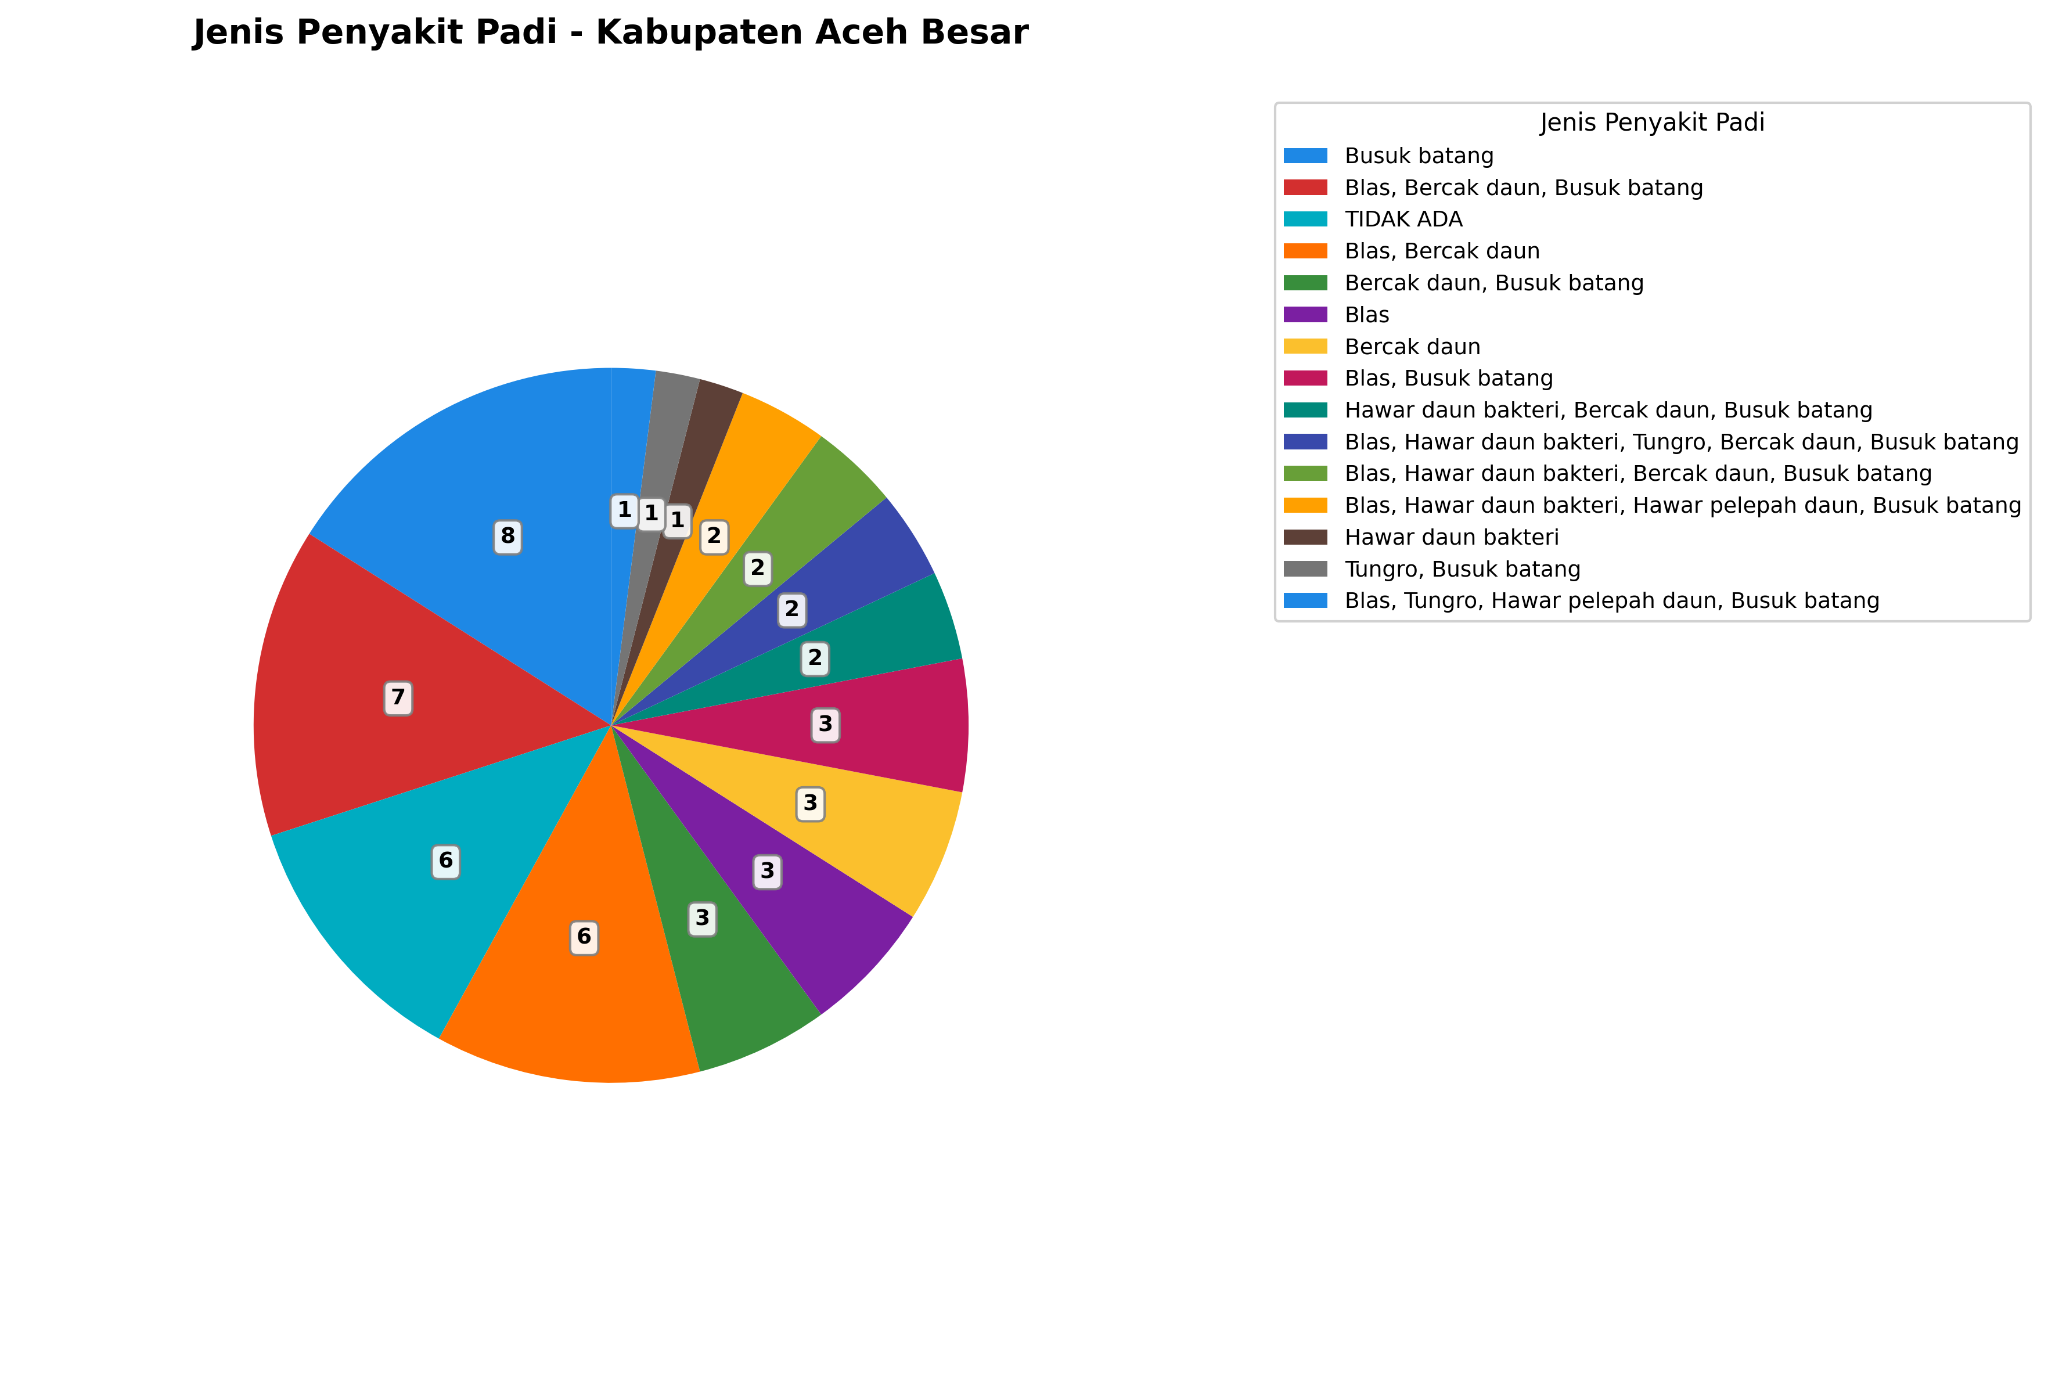 Jenis Penyakit Padi - Kabupaten Aceh Besar
Jenis Penyakit Padi
Busuk batang
Blas, Bercak daun, Busuk batang
TIDAK ADA
Blas, Bercak daun
Bercak daun, Busuk batang
Blas
Bercak daun
Blas, Busuk batang
Hawar daun bakteri, Bercak daun, Busuk batang
Blas, Hawar daun bakteri, Tungro, Bercak daun, Busuk batang
Blas, Hawar daun bakteri, Bercak daun, Busuk batang
Blas, Hawar daun bakteri, Hawar pelepah daun, Busuk batang
Hawar daun bakteri
Tungro, Busuk batang
Blas, Tungro, Hawar pelepah daun, Busuk batang
8
7
6
6
3
3
3
3
2
2
2
2
1
1
1